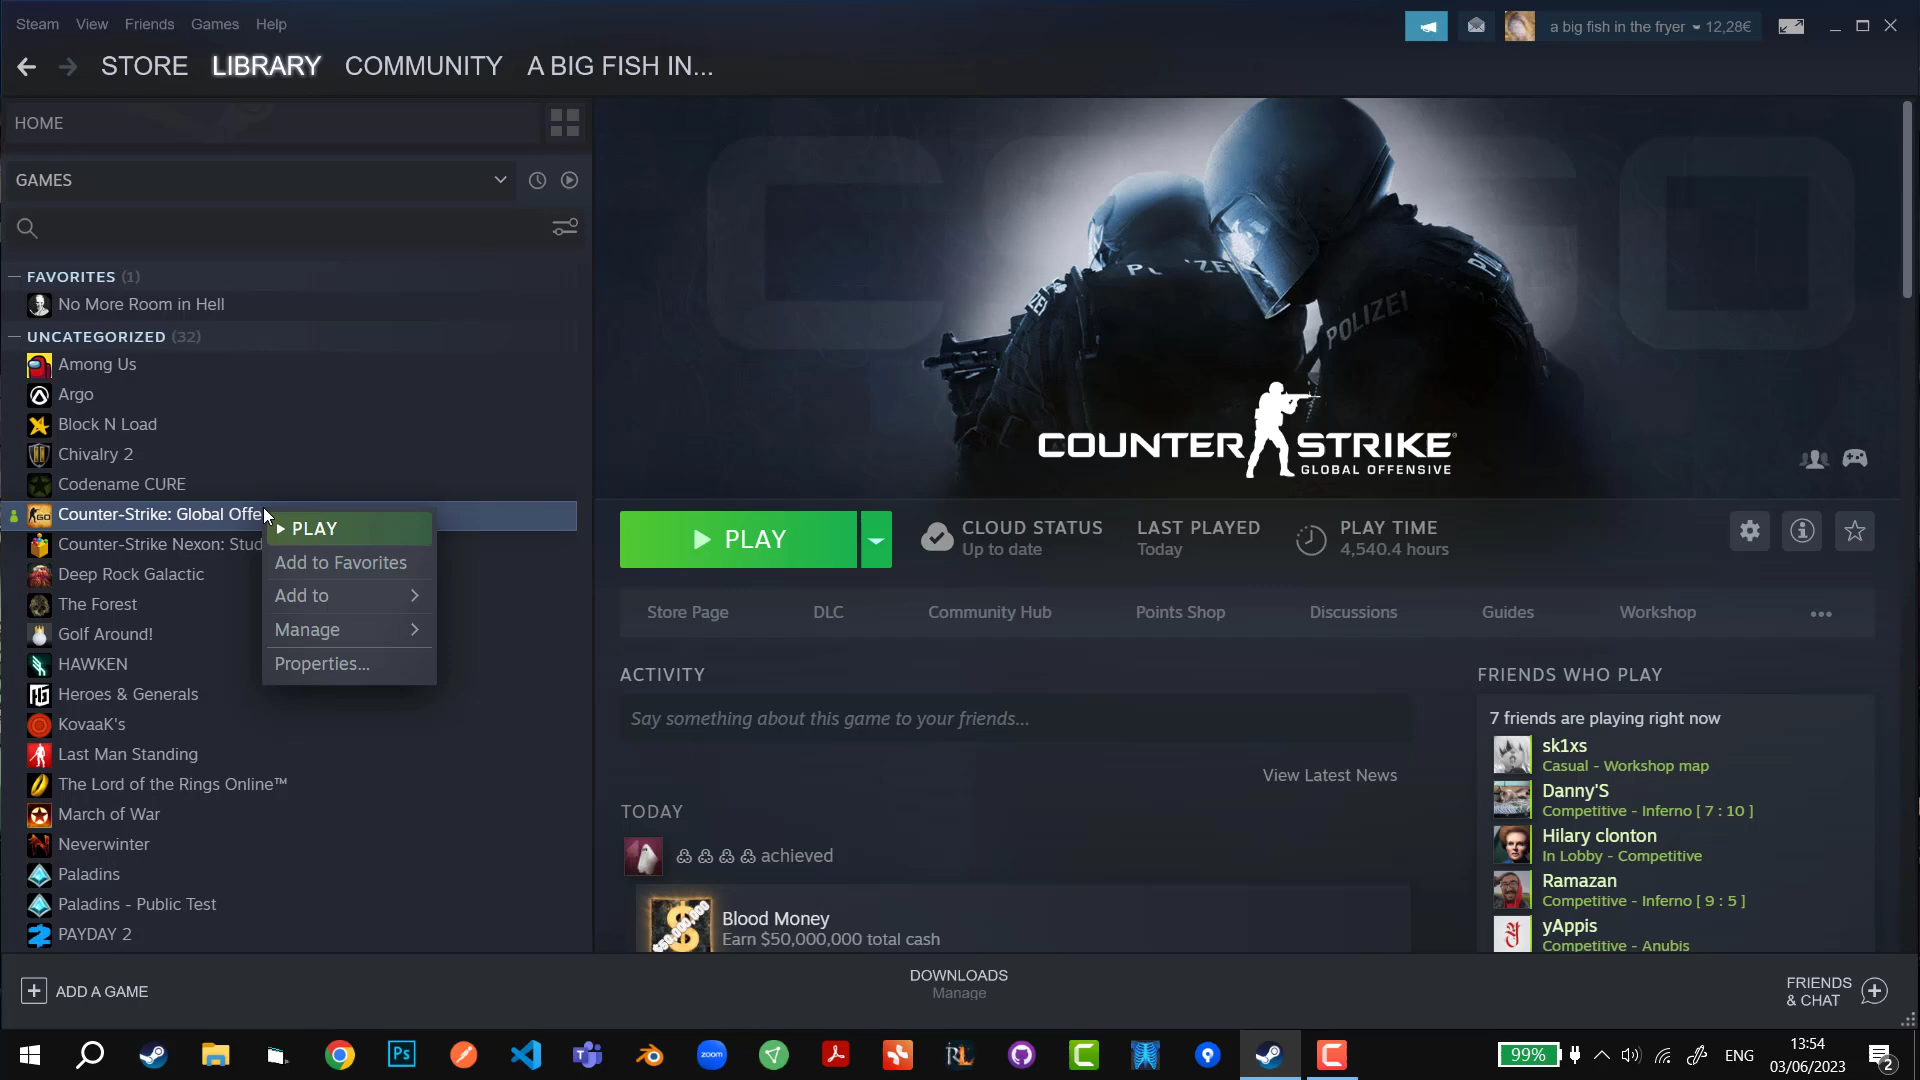 Steam View Friends Games Help
a big fish in the fryer 12,28€
STORE LIBRARY COMMUNITY A BIG FISH IN...
HOME
GAMES
FAVORITES (1)
No More Room in Hell
UNCATEGORIZED (32)
Among Us
Argo
Block N Load
Chivalry 2
Codename CURE
Counter-Strike: Global Offe
Counter-Strike Nexon: Stud
Deep Rock Galactic
The Forest
Golf Around!
HAWKEN
Heroes & Generals
KovaaK's
Last Man Standing
The Lord of the Rings Online™
March of War
Neverwinter
Paladins
Paladins - Public Test
PAYDAY 2
PLAY
Add to Favorites
Add to
Manage
Properties...
CSGO
POLIZEI
POLIZEI
COUNTER STRIKE
GLOBAL OFFENSIVE
PLAY
CLOUD STATUS
Up to date
LAST PLAYED
Today
PLAY TIME
4,540.4 hours
Store Page DLC Community Hub Points Shop Discussions Guides Workshop
ACTIVITY
Say something about this game to your friends...
View Latest News
TODAY
achieved
$50,000,000
Blood Money
Earn $50,000,000 total cash
FRIENDS WHO PLAY
7 friends are playing right now
sk1xs
Casual - Workshop map
Danny'S
Competitive - Inferno [ 7 : 10 ]
Hilary clonton
In Lobby - Competitive
Ramazan
Competitive - Inferno [ 9 : 5 ]
yAppis
Competitive - Anubis
ADD A GAME
DOWNLOADS
Manage
FRIENDS
& CHAT
Ps
zoom
RL
99%
ENG
13:54
03/06/2023
2